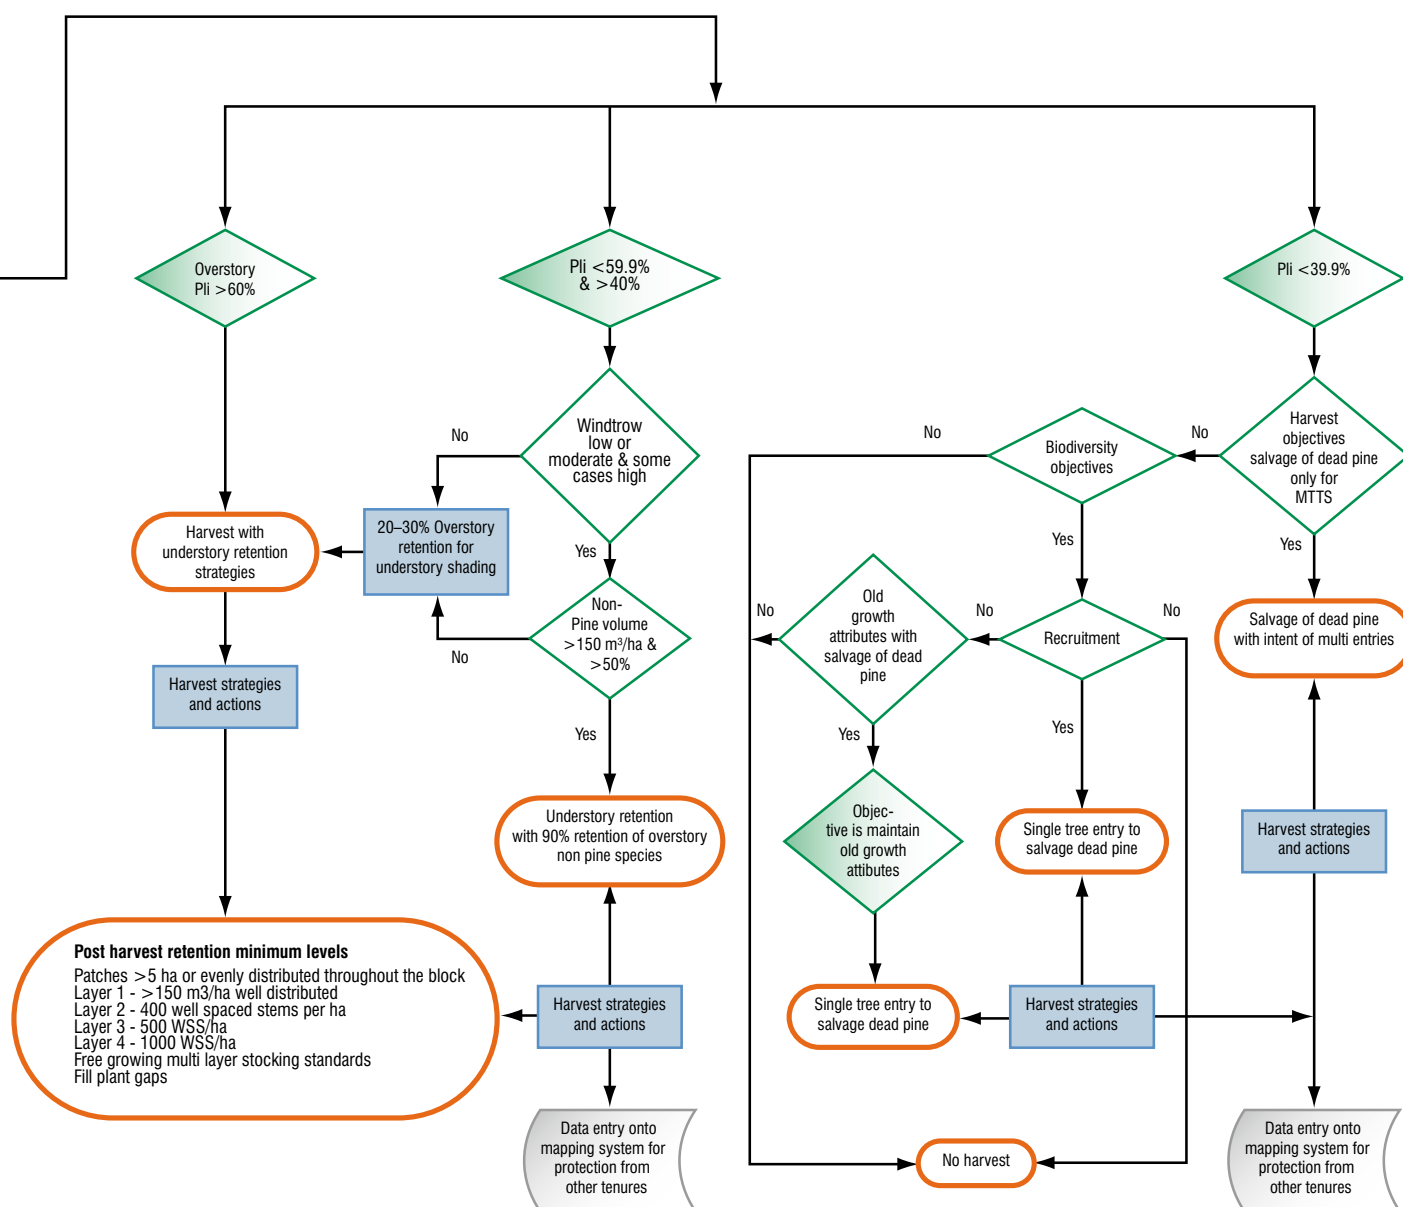 Overstory
Pli >60%
Pli <59.9%
& >40%
Pli <39.9%
Windtrow
low or
moderate & some
cases high
No
Yes
Harvest
objectives
salvage of dead pine
only for
MTTS
No
Yes
Biodiversity
objectives
No
Yes
20–30% Overstory
retention for
understory shading
Harvest with
understory retention
strategies
Non-
Pine volume
>150 m³/ha &
>50%
No
Yes
Old
growth
attributes with
salvage of dead
pine
No
Yes
Recruitment
No
No
Yes
Salvage of dead pine
with intent of multi entries
Harvest strategies
and actions
Understory retention
with 90% retention of overstory
non pine species
Objec-
tive is maintain
old growth
attibutes
Single tree entry to
salvage dead pine
Harvest strategies
and actions
Post harvest retention minimum levels
Patches >5 ha or evenly distributed throughout the block
Layer 1 - >150 m3/ha well distributed
Layer 2 - 400 well spaced stems per ha
Layer 3 - 500 WSS/ha
Layer 4 - 1000 WSS/ha
Free growing multi layer stocking standards
Fill plant gaps
Harvest strategies
and actions
Single tree entry to
salvage dead pine
Harvest strategies
and actions
Data entry onto
mapping system for
protection from
other tenures
No harvest
Data entry onto
mapping system for
protection from
other tenures